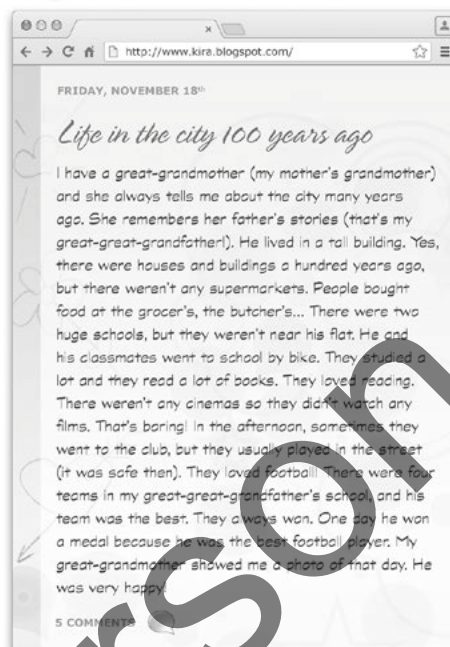 http://www.kira.blogspot.com/
FRIDAY, NOVEMBER 18th
Life in the city 100 years ago
I have a great-grandmother (my mother's grandmother)
and she always tells me about the city many years
ago. She remembers her father's stories (that's my
great-great-grandfather!). He lived in a tall building. Yes,
there were houses and buildings a hundred years ago,
but there weren't any supermarkets. People bought
food at the grocer's, the butcher's... There were two
huge schools, but they weren't near his flat. He and
his classmates went to school by bike. They studied a
lot and they read a lot of books. They loved reading.
There weren't any cinemas so they didn't watch any
films. That's boring! In the afternoon, sometimes they
went to the club, but they usually played in the street
(it was safe then). They loved football! There were four
teams in my great-great-grandfather's school, and his
team was the best. They always won. One day he won
a medal because he was the best football player. My
great-grandmother showed me a photo of that day. He
was very happy!
5 COMMENTS